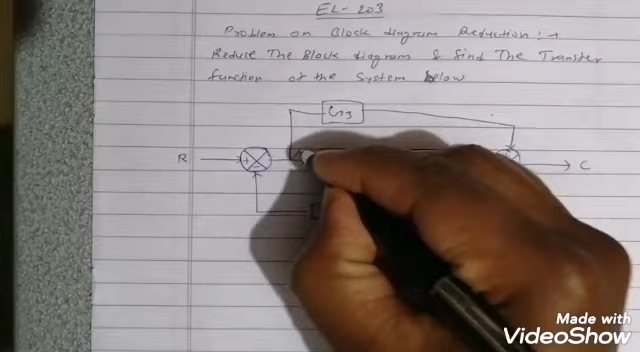 EL-203
Problem on Block diagram Reduction:→
Reduce The Block diagram & find The Transfer
function of the System below
G3
R
C
Made with
VideoShow